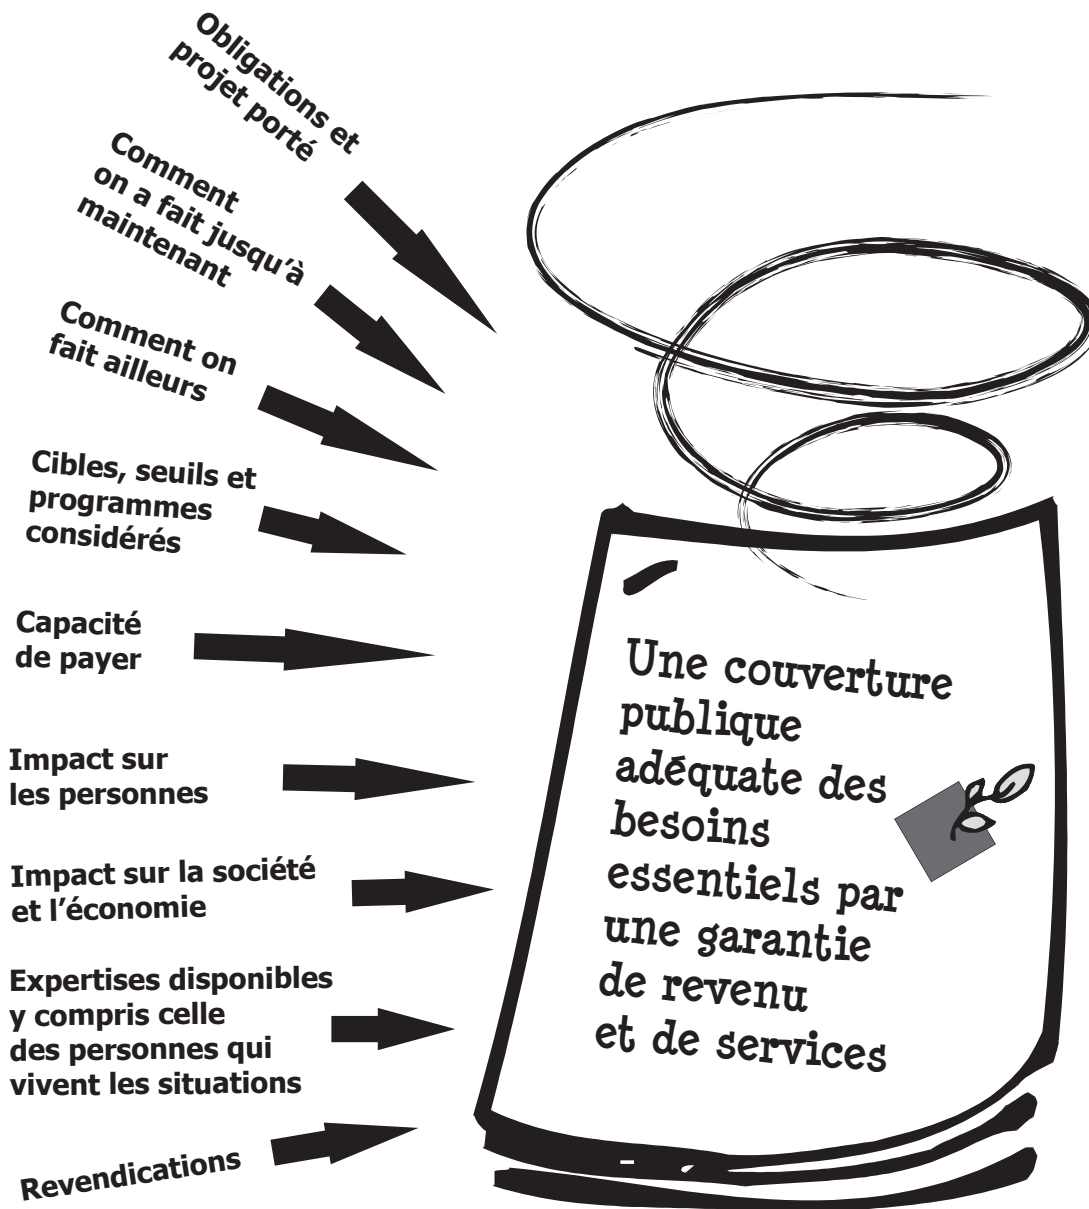 Obligations et
projet porté
Comment
on a fait jusqu'à
maintenant
Comment on
fait ailleurs
Cibles, seuils et
programmes
considérés
Capacité
de payer
Impact sur
les personnes
Impact sur la société
et l'économie
Expertises disponibles
y compris celle
des personnes qui
vivent les situations
Revendications
Une couverture
publique
adéquate des
besoins
essentiels par
une garantie
de revenu
et de services